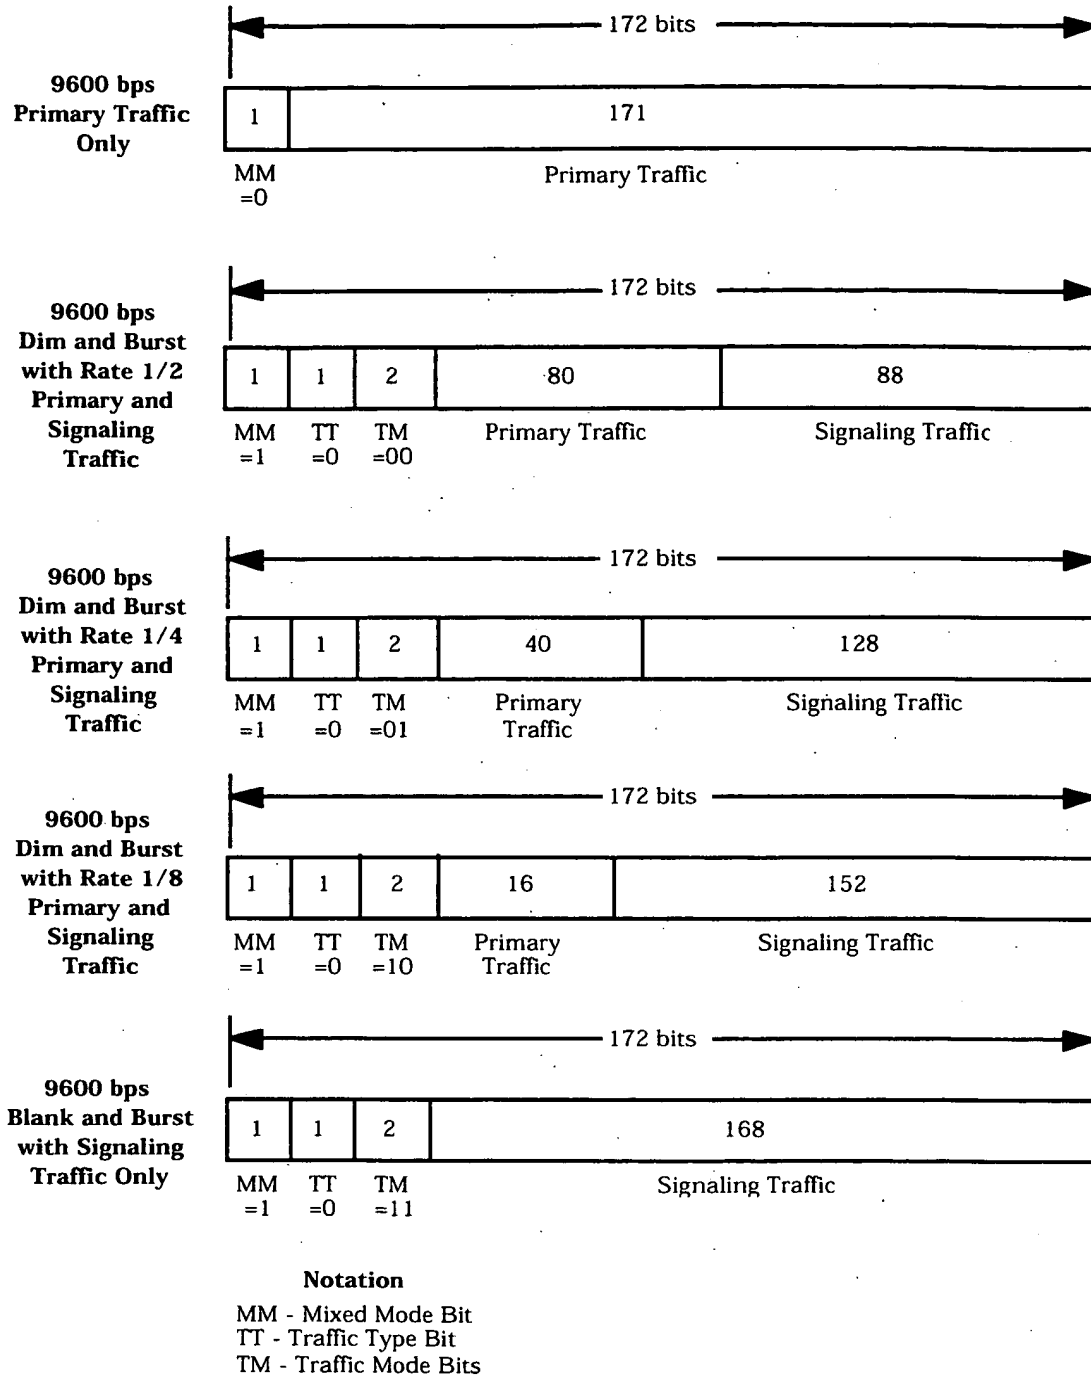 172 bits
9600 bps
Primary Traffic
Only
1 171
MM
=0
Primary Traffic
172 bits
9600 bps
Dim and Burst
with Rate 1/2
Primary and
Signaling
Traffic
1 1 2 80 88
MM TT TM Primary Traffic Signaling Traffic
=1 =0 =00
172 bits
9600 bps
Dim and Burst
with Rate 1/4
Primary and
Signaling
Traffic
1 1 2 40 128
MM TT TM Primary Signaling Traffic
=1 =0 =01 Traffic
172 bits
9600 bps
Dim and Burst
with Rate 1/8
Primary and
Signaling
Traffic
1 1 2 16 152
MM TT TM Primary Signaling Traffic
=1 =0 =10 Traffic
172 bits
9600 bps
Blank and Burst
with Signaling
Traffic Only
1 1 2 168
MM TT TM Signaling Traffic
=1 =0 =11
Notation
MM - Mixed Mode Bit
TT - Traffic Type Bit
TM - Traffic Mode Bits